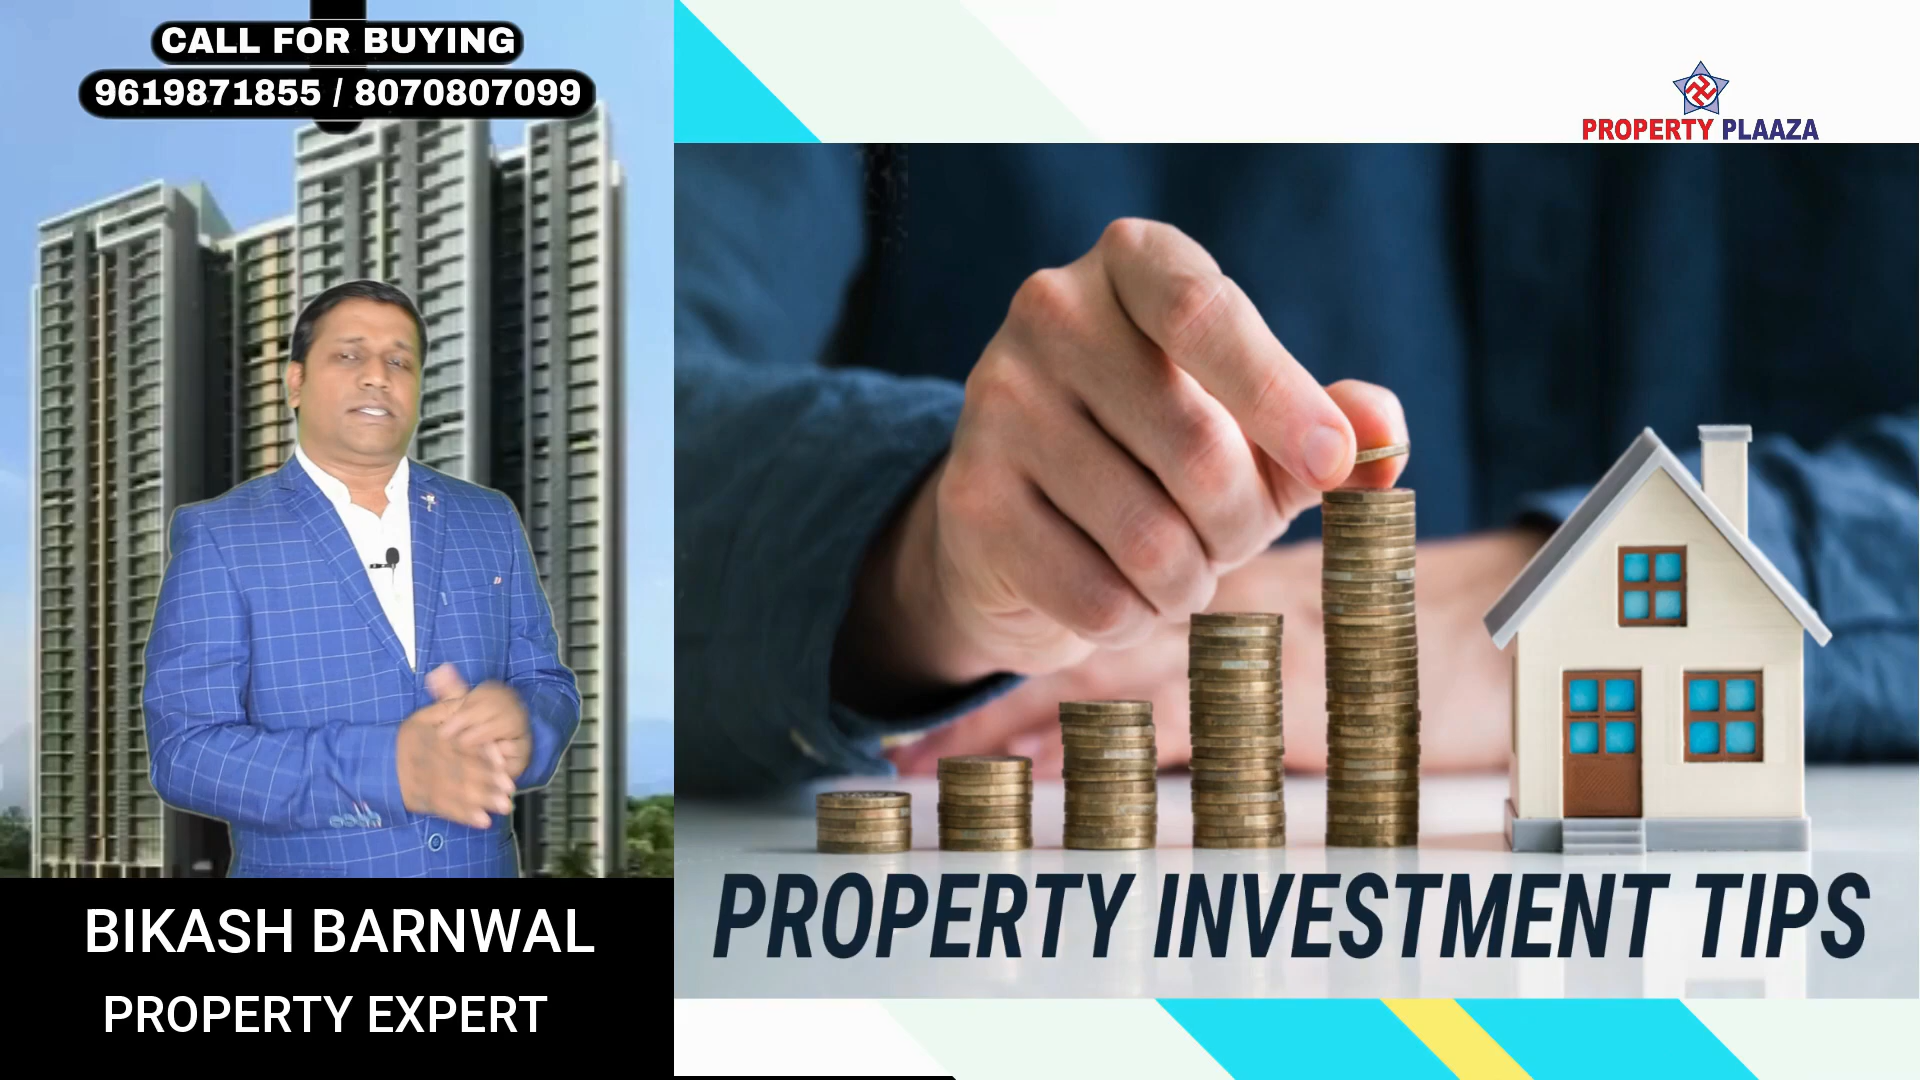 CALL FOR BUYING
9619871855 / 8070807099
PROPERTY PLAAZA
BIKASH BARNWAL
PROPERTY EXPERT
PROPERTY INVESTMENT TIPS